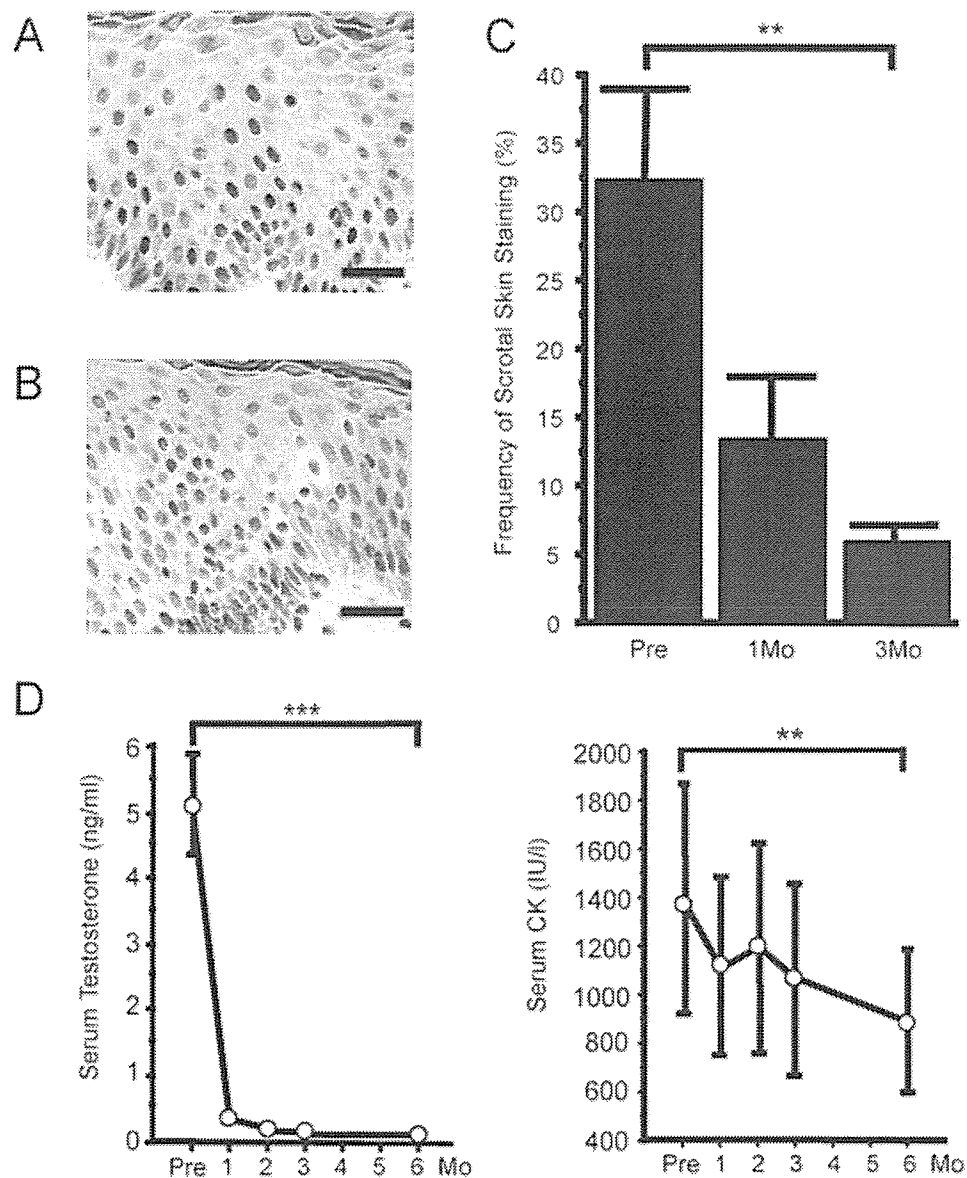 A
B
C
**
Frequency of Scrotal Skin Staining (%)
40
35
30
25
20
15
10
5
0
Pre 1Mo 3Mo
D
***
Serum Testosterone (ng/ml)
6
5
4
3
2
1
0
Pre 1 2 3 4 5 6 Mo
**
Serum CK (IU/l)
2000
1800
1600
1400
1200
1000
800
600
400
Pre 1 2 3 4 5 6 Mo